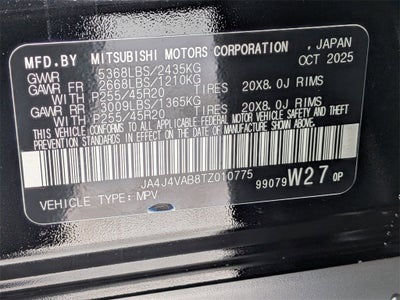 MFD.BY MITSUBISHI MOTORS CORPORATION, JAPAN
OCT 2025
GVWR 5368LBS/2435KG
GAWR FR 2668LBS/1210KG
WITH P255/45R20 TIRES 20X8.0J RIMS
GAWR RR 3009LBS/1365KG
WITH P255/45R20 TIRES 20X8.0J RIMS
THIS VEHICLE CONFORMS TO ALL APPLICABLE
FEDERAL MOTOR VEHICLE SAFETY, BUMPER, AND THEFT
PREVENTION STANDARDS IN EFFECT ON THE DATE OF
MANUFACTURE SHOWN ABOVE.
JA4J4VAB8TZ010775
99079 W27 OP
VEHICLE TYPE: MPV